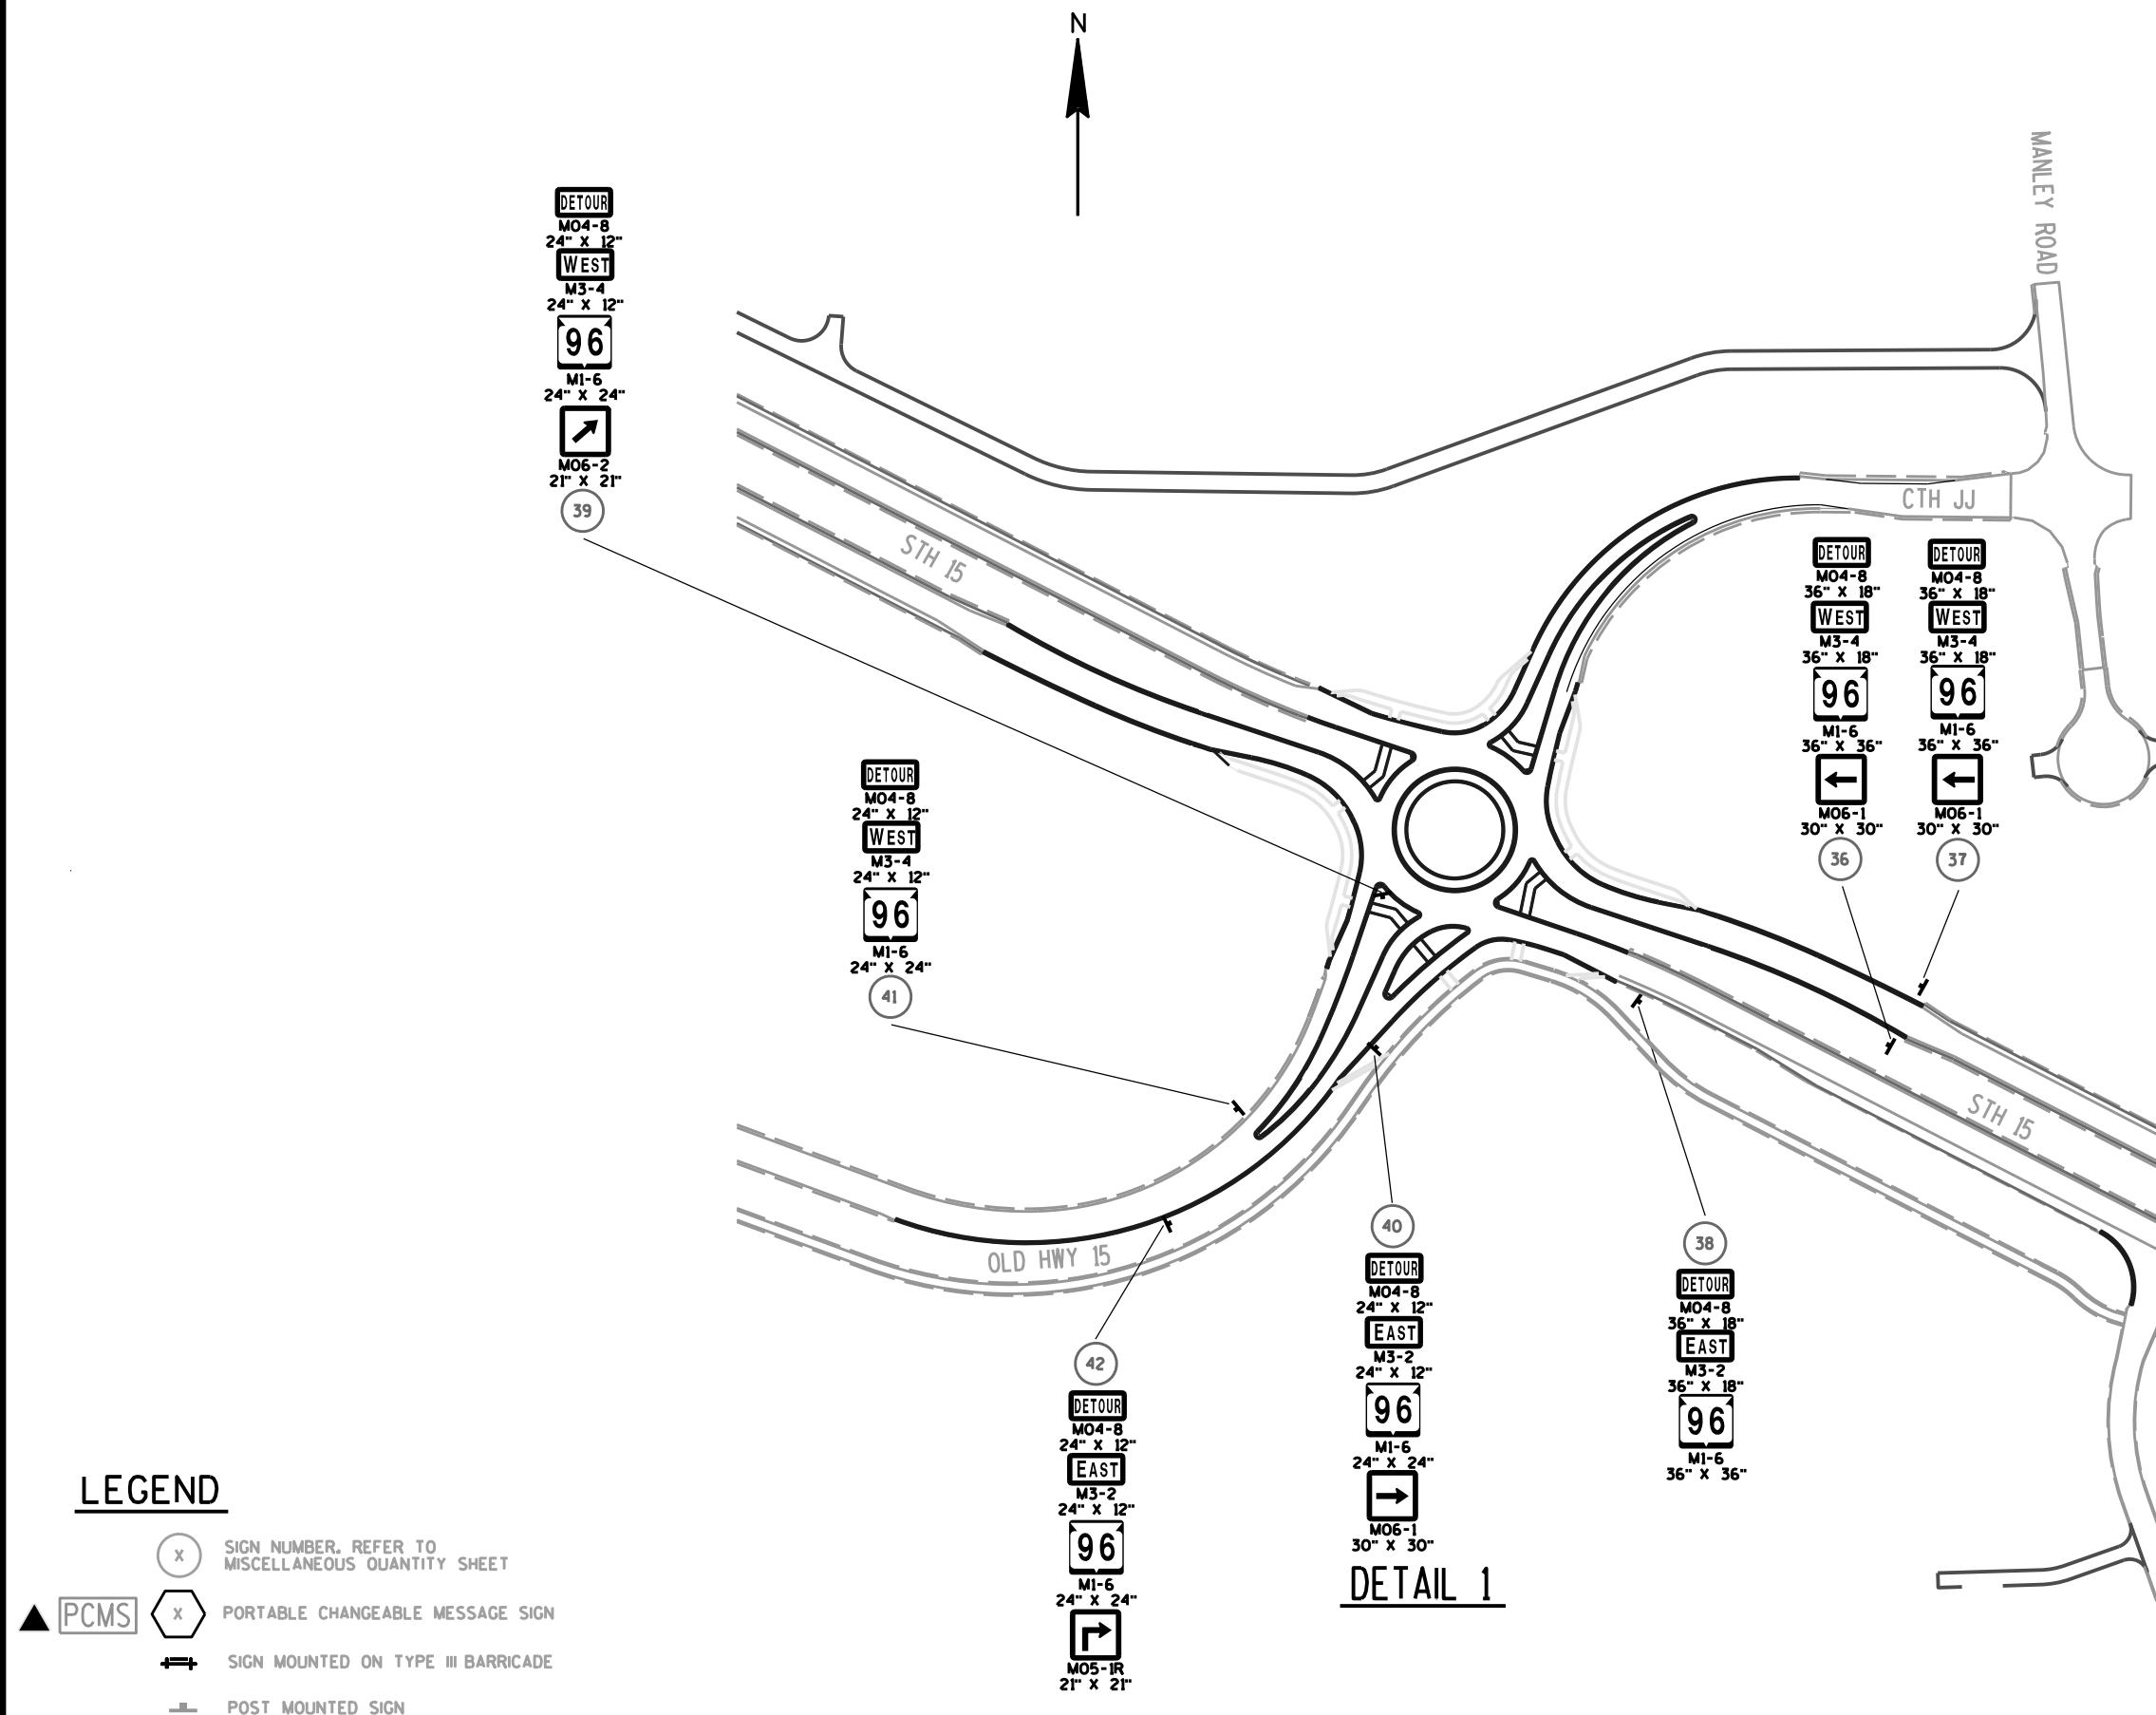 N
MANLEY ROAD
DETOUR
M04-8
24" X 12"
WEST
M3-4
24" X 12"
96
M1-6
24" X 24"
M06-2
21" X 21"
39
STH 15
CTH JJ
DETOUR
M04-8
36" X 18"
WEST
M3-4
36" X 18"
96
M1-6
36" X 36"
M06-1
30" X 30"
36
DETOUR
M04-8
36" X 18"
WEST
M3-4
36" X 18"
96
M1-6
36" X 36"
M06-1
30" X 30"
37
DETOUR
M04-8
24" X 12"
WEST
M3-4
24" X 12"
96
M1-6
24" X 24"
41
STH 15
OLD HWY 15
42
DETOUR
M04-8
24" X 12"
EAST
M3-2
24" X 12"
96
M1-6
24" X 24"
M05-1R
21" X 21"
40
DETOUR
M04-8
24" X 12"
EAST
M3-2
24" X 12"
96
M1-6
24" X 24"
M06-1
30" X 30"
38
DETOUR
M04-8
36" X 18"
EAST
M3-2
36" X 18"
96
M1-6
36" X 36"
DETAIL 1
LEGEND
X
SIGN NUMBER. REFER TO
MISCELLANEOUS QUANTITY SHEET
PCMS
X
PORTABLE CHANGEABLE MESSAGE SIGN
SIGN MOUNTED ON TYPE III BARRICADE
POST MOUNTED SIGN